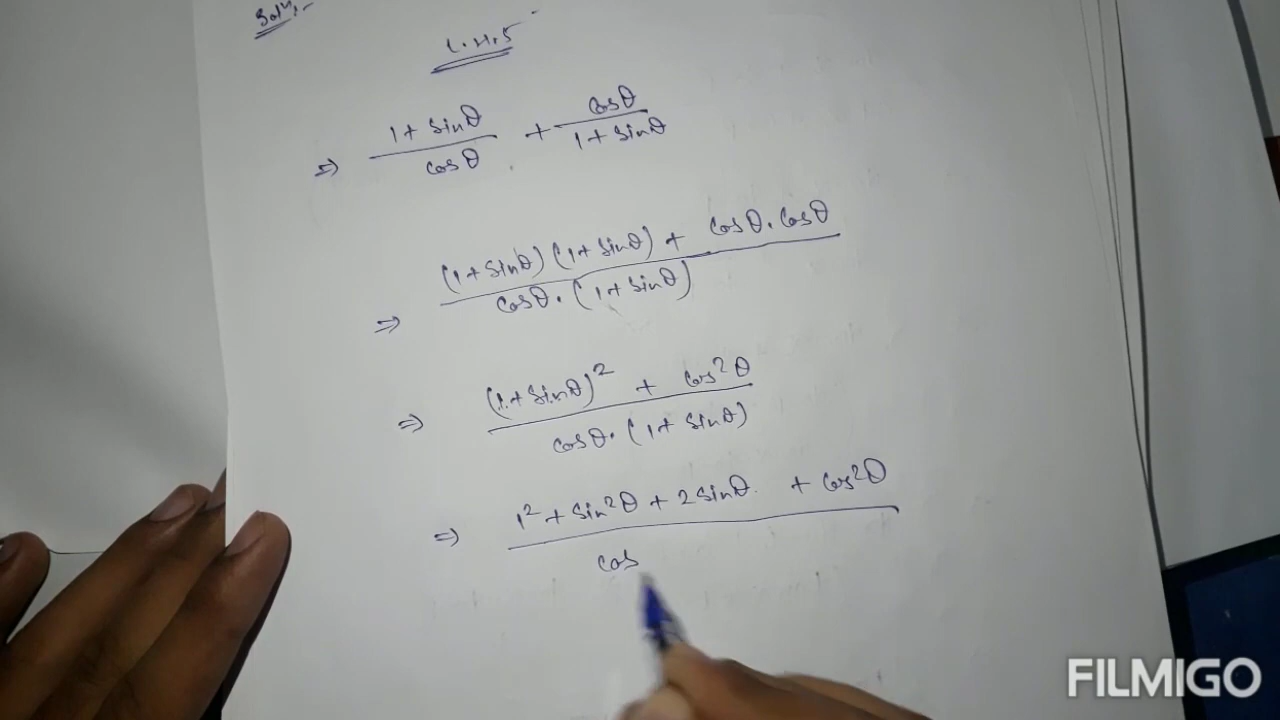 Soln:-
L.H.S
⇒ 1 + sinθ / cosθ + cosθ / 1 + sinθ
⇒ (1 + sinθ) (1 + sinθ) + cosθ . cosθ / cosθ . (1 + sinθ)
⇒ (1 + sinθ)² + cos²θ / cosθ . (1 + sinθ)
⇒ 1² + sin²θ + 2 sinθ + cos²θ / cos
FILMIGO